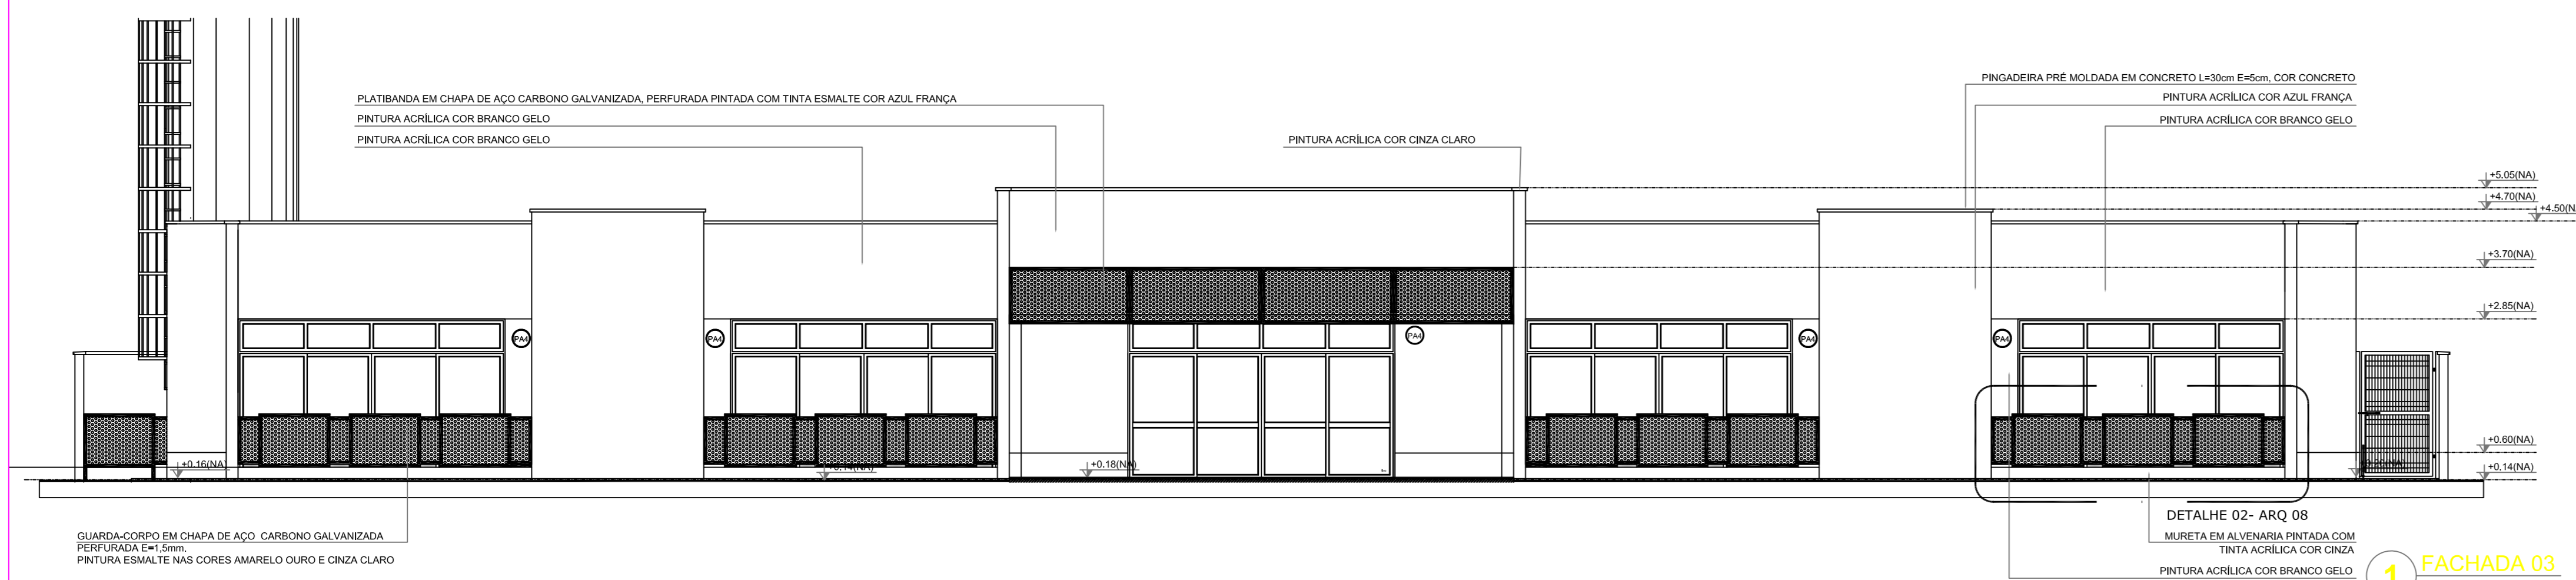 PLATIBANDA EM CHAPA DE AÇO CARBONO GALVANIZADA, PERFURADA PINTADA COM TINTA ESMALTE COR AZUL FRANÇA
PINTURA ACRÍLICA COR BRANCO GELO
PINTURA ACRÍLICA COR BRANCO GELO
PINTURA ACRÍLICA COR CINZA CLARO
PINGADEIRA PRÉ MOLDADA EM CONCRETO L=30cm E=5cm, COR CONCRETO
PINTURA ACRÍLICA COR AZUL FRANÇA
PINTURA ACRÍLICA COR BRANCO GELO
+5.05(NA)
+4.70(NA)
+4.50(N
+3.70(NA)
+2.85(NA)
PA4
PA4
PA4
PA4
PA4
+0.60(NA)
+0.16(NA)
+0.18(NA)
+0,14(NA)
DETALHE 02- ARQ 08
GUARDA-CORPO EM CHAPA DE AÇO CARBONO GALVANIZADA
PERFURADA E=1,5mm,
PINTURA ESMALTE NAS CORES AMARELO OURO E CINZA CLARO
MURETA EM ALVENARIA PINTADA COM
TINTA ACRÍLICA COR CINZA
PINTURA ACRÍLICA COR BRANCO GELO
1 FACHADA 03